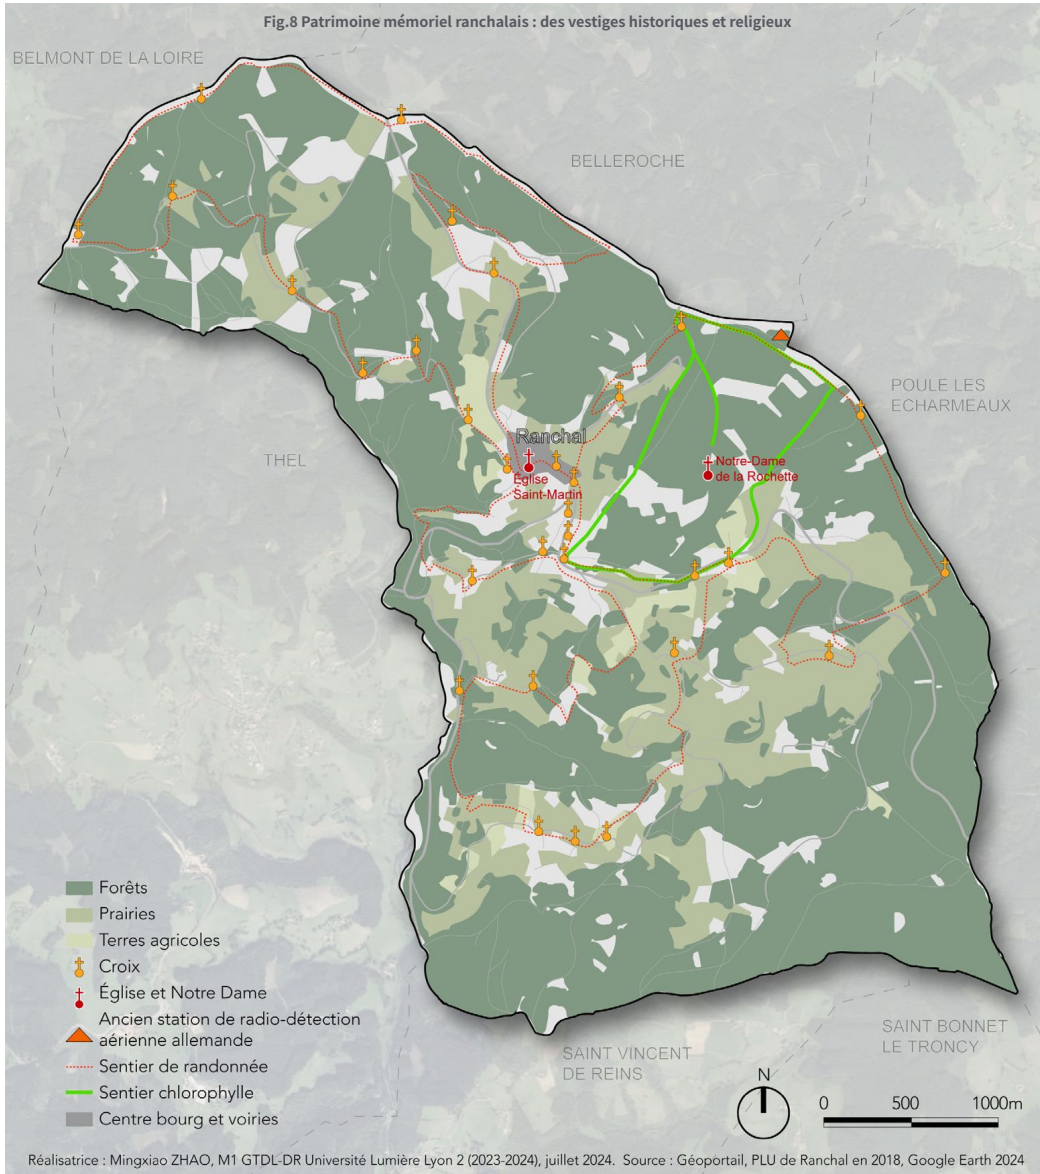 Fig.8 Patrimoine mémoriel ranchalais : des vestiges historiques et religieux
BELMONT DE LA LOIRE
BELLEROCHE
POULE LES
ECHARMEAUX
THEL
Ranchal
Église
Saint-Martin
Notre-Dame
de la Rochette
Forêts
Prairies
Terres agricoles
Croix
Église et Notre Dame
Ancien station de radio-détection
aérienne allemande
Sentier de randonnée
Sentier chlorophylle
Centre bourg et voiries
SAINT VINCENT
DE REINS
SAINT BONNET
LE TRONCY
N
0 500 1000m
Réalisatrice : Mingxiao ZHAO, M1 GTDL-DR Université Lumière Lyon 2 (2023-2024), juillet 2024. Source : Géoportail, PLU de Ranchal en 2018, Google Earth 2024